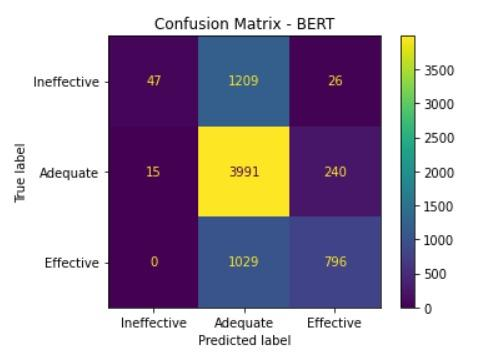 Confusion Matrix - BERT
Ineffective 47 1209 26
Adequate 15 3991 240
Effective 0 1029 796
True label
Ineffective Adequate Effective
Predicted label
3500
3000
2500
2000
1500
1000
500
0